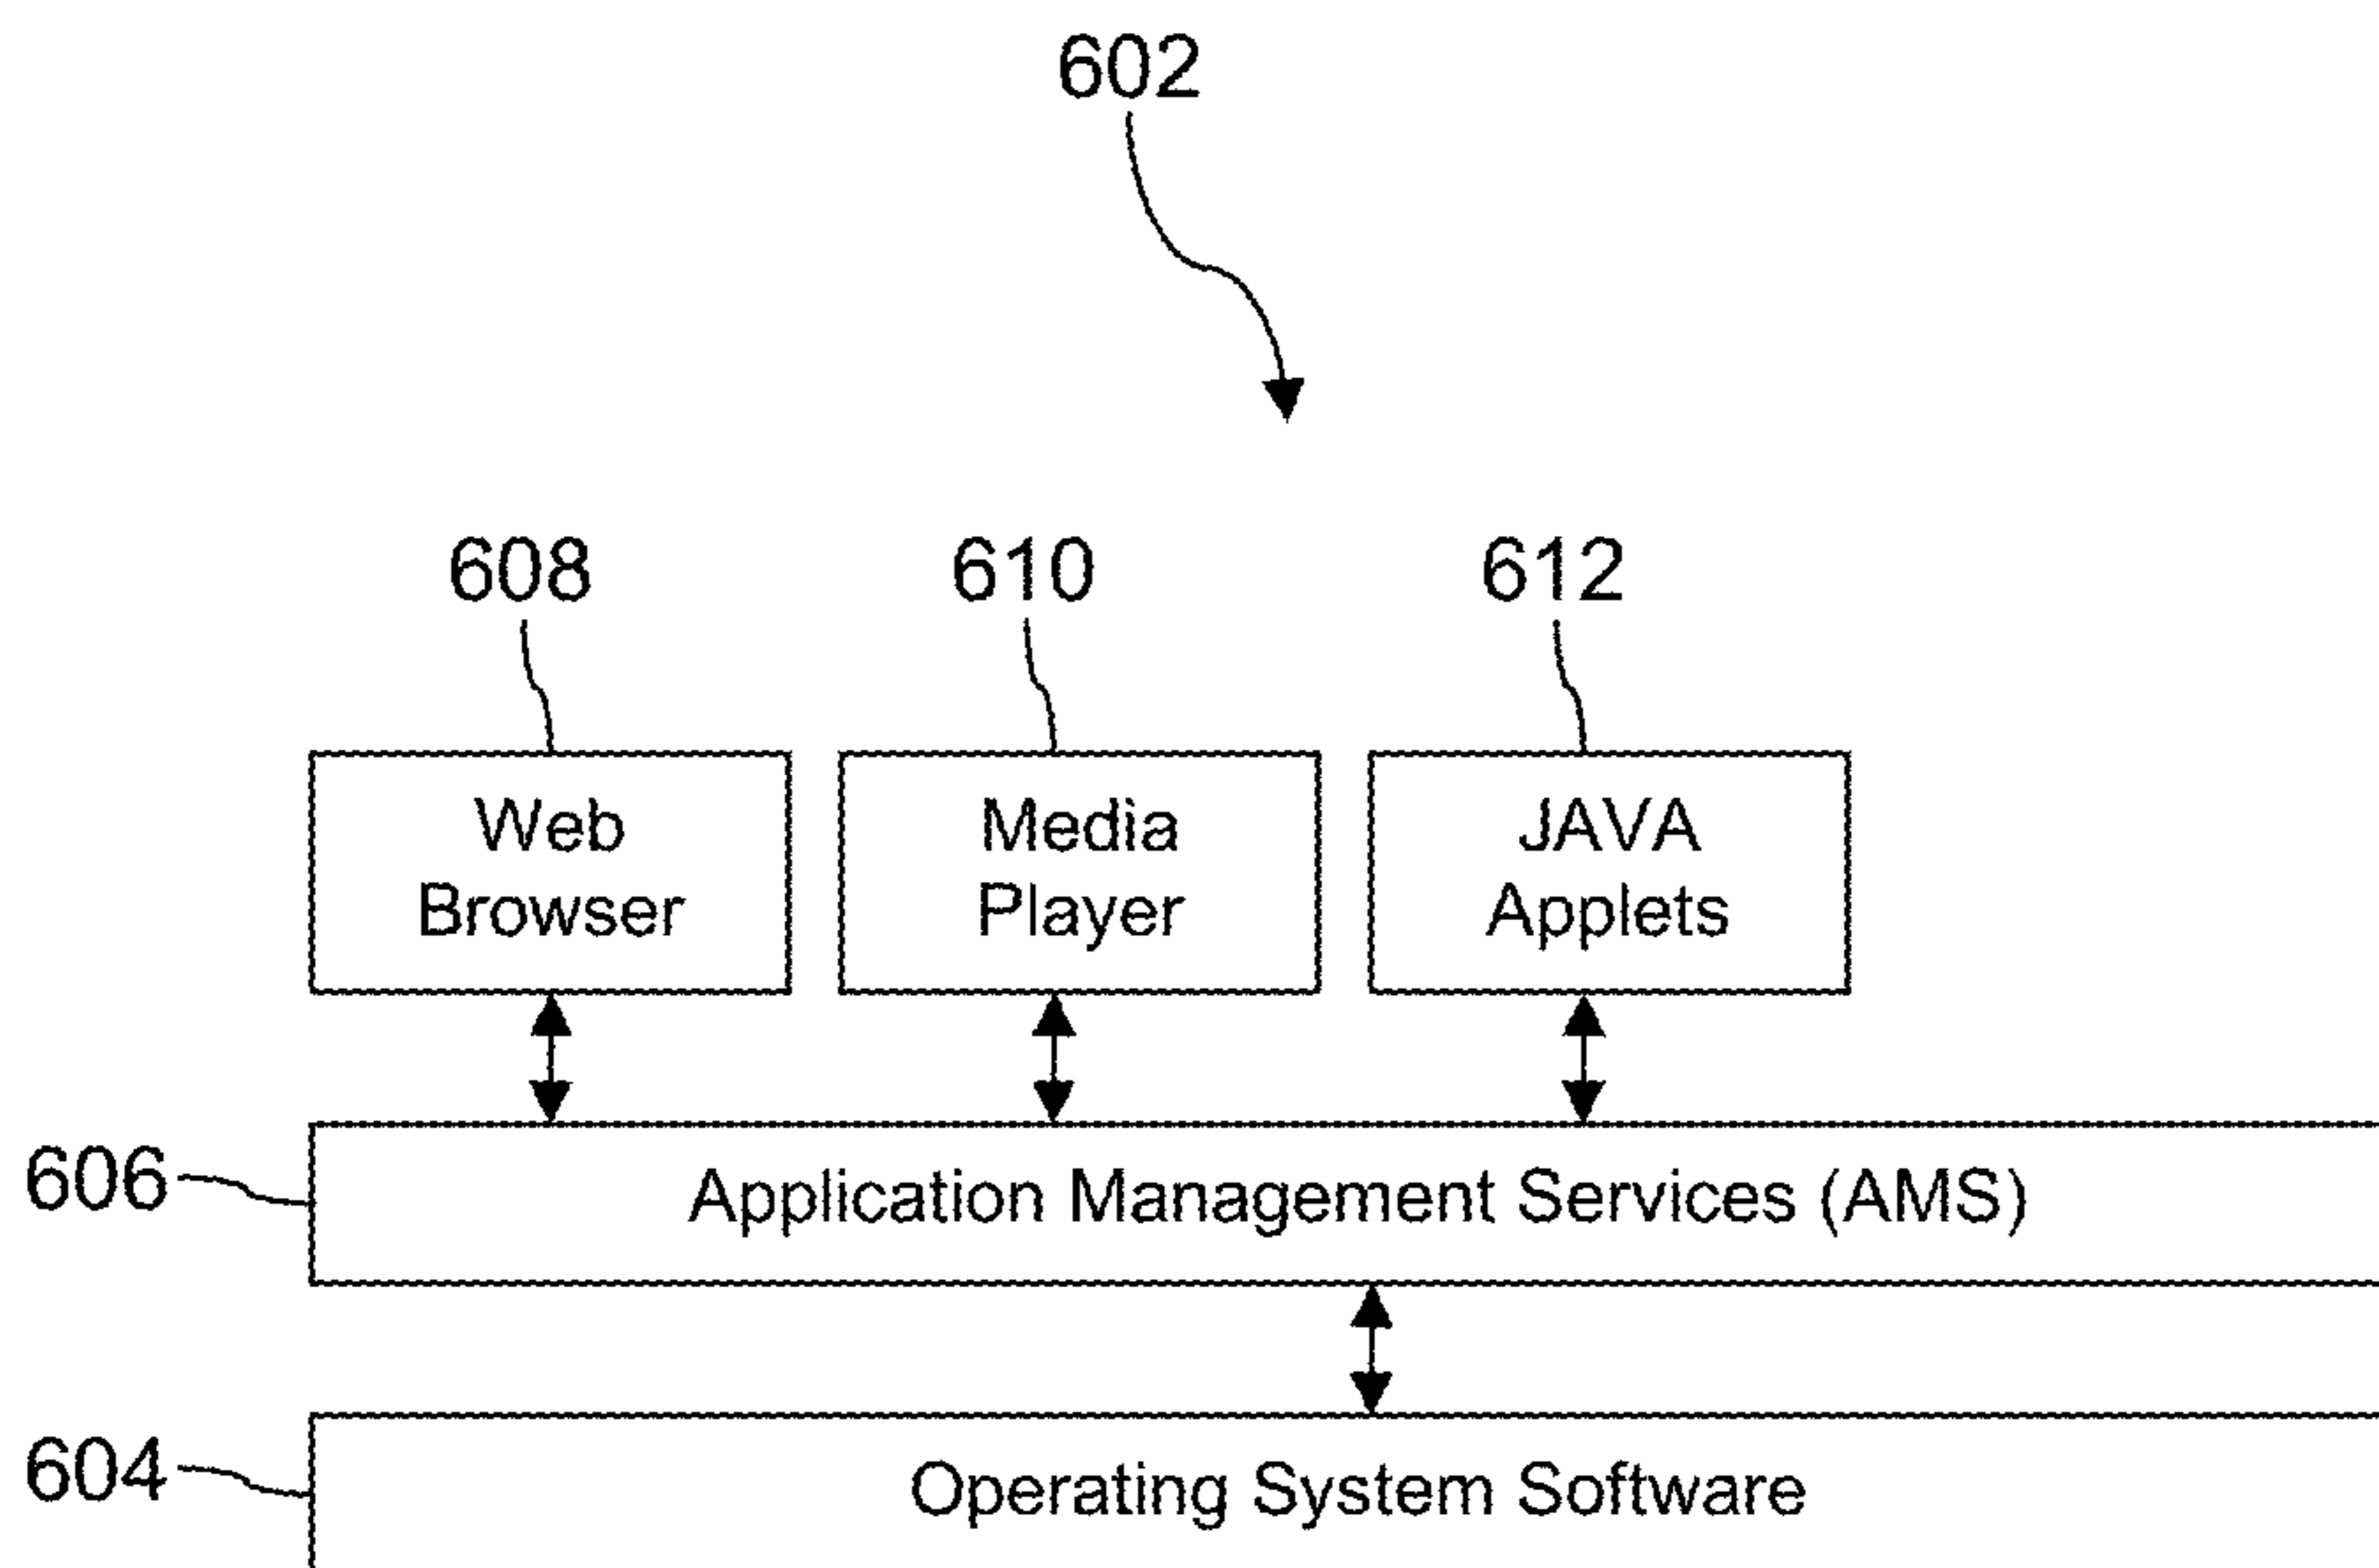 602
608
610
612
Web
Browser
Media
Player
JAVA
Applets
606
Application Management Services (AMS)
604
Operating System Software